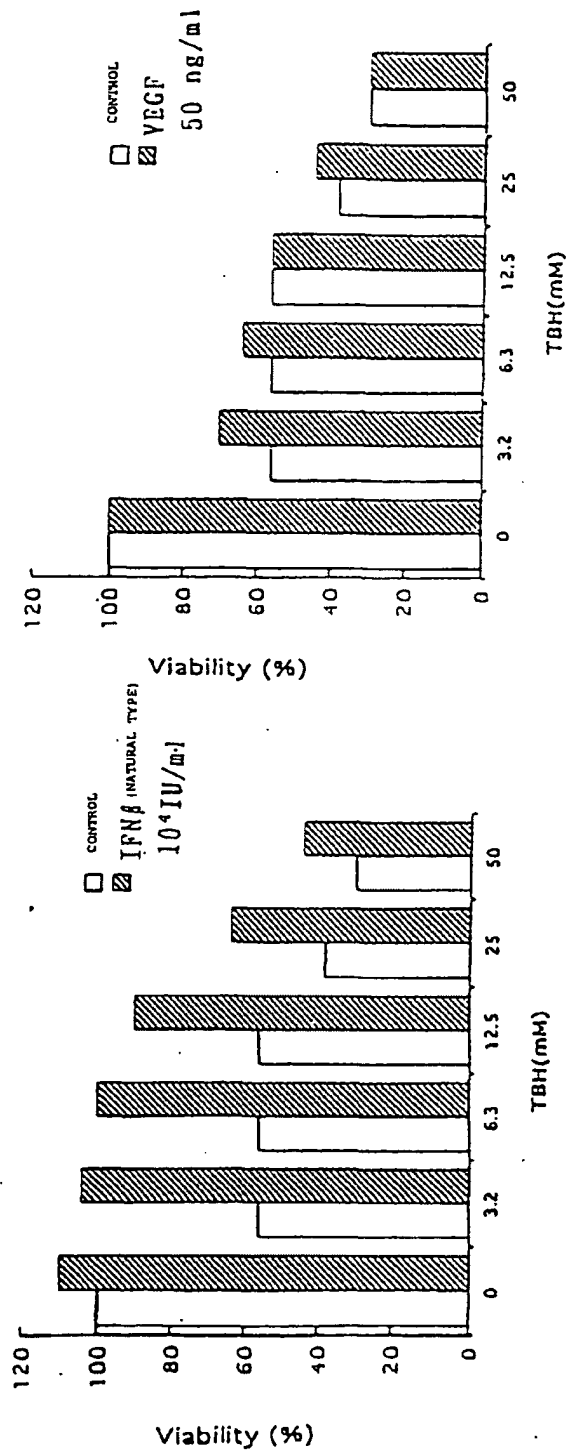 Viability (%)
120
100
80
60
40
20
0
0
3.2
6.3
12.5
25
50
TBH(mM)
CONTROL
IFNβ (NATURAL TYPE)
10⁴IU/m·l
Viability (%)
120
100
80
60
40
20
0
0
3.2
6.3
12.5
25
50
TBH(mM)
CONTROL
VEGF
50 ng/ml